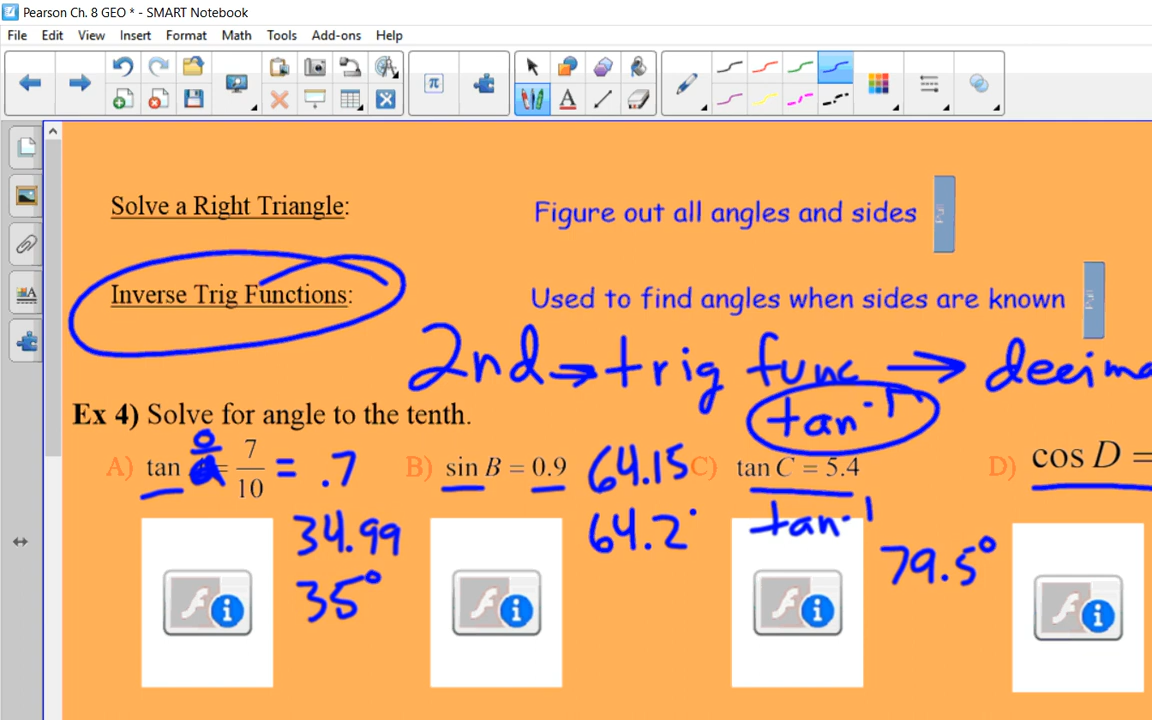 Pearson Ch. 8 GEO * - SMART Notebook
File Edit View Insert Format Math Tools Add-ons Help
Solve a Right Triangle:
Figure out all angles and sides
Inverse Trig Functions:
Used to find angles when sides are known
2nd → trig func → decima
tan⁻¹
Ex 4) Solve for angle to the tenth.
A) tan = 7/10 = .7
B) sin B = 0.9 64.15
C) tan C = 5.4
D) cos D =
34.99
64.2°
tan⁻¹
35°
79.5°